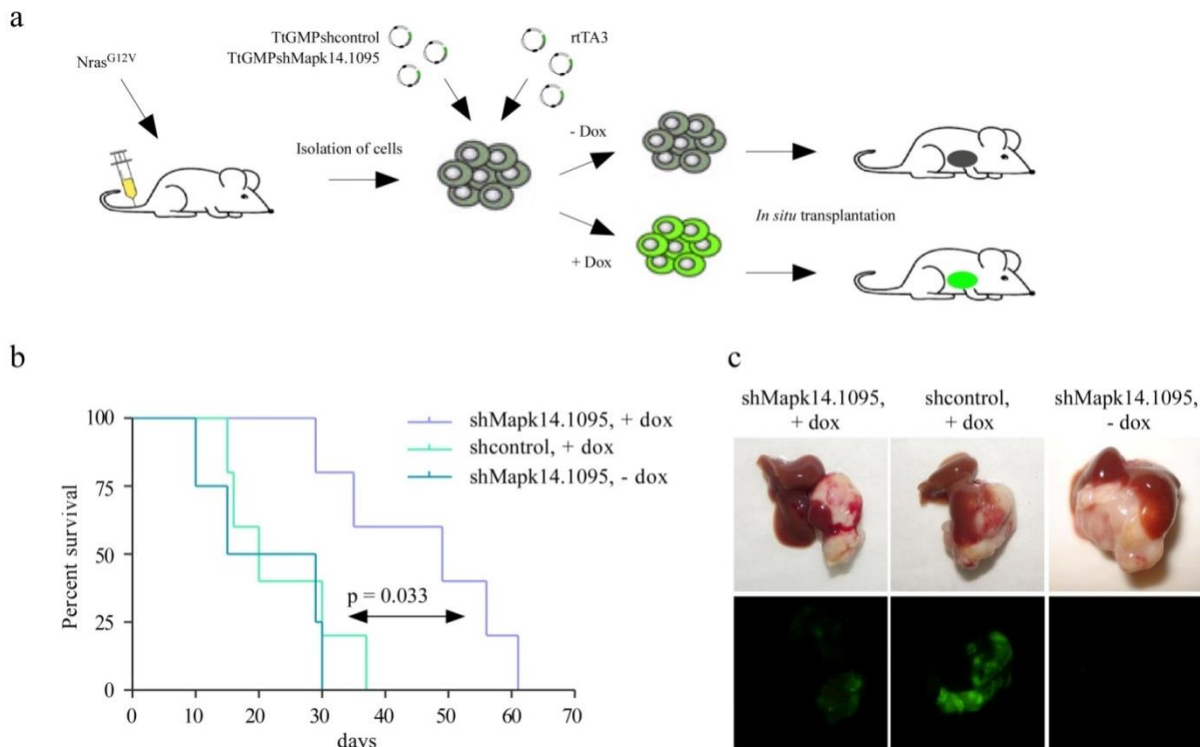 a
TtGMPshcontrol
TtGMPshMapk14.1095
rtTA3
Nras^G12V
Isolation of cells
- Dox
+ Dox
In situ transplantation
b
100
75
50
25
0
Percent survival
0 10 20 30 40 50 60 70
days
shMapk14.1095, + dox
shcontrol, + dox
shMapk14.1095, - dox
p = 0.033
c
shMapk14.1095,
+ dox
shcontrol,
+ dox
shMapk14.1095,
- dox